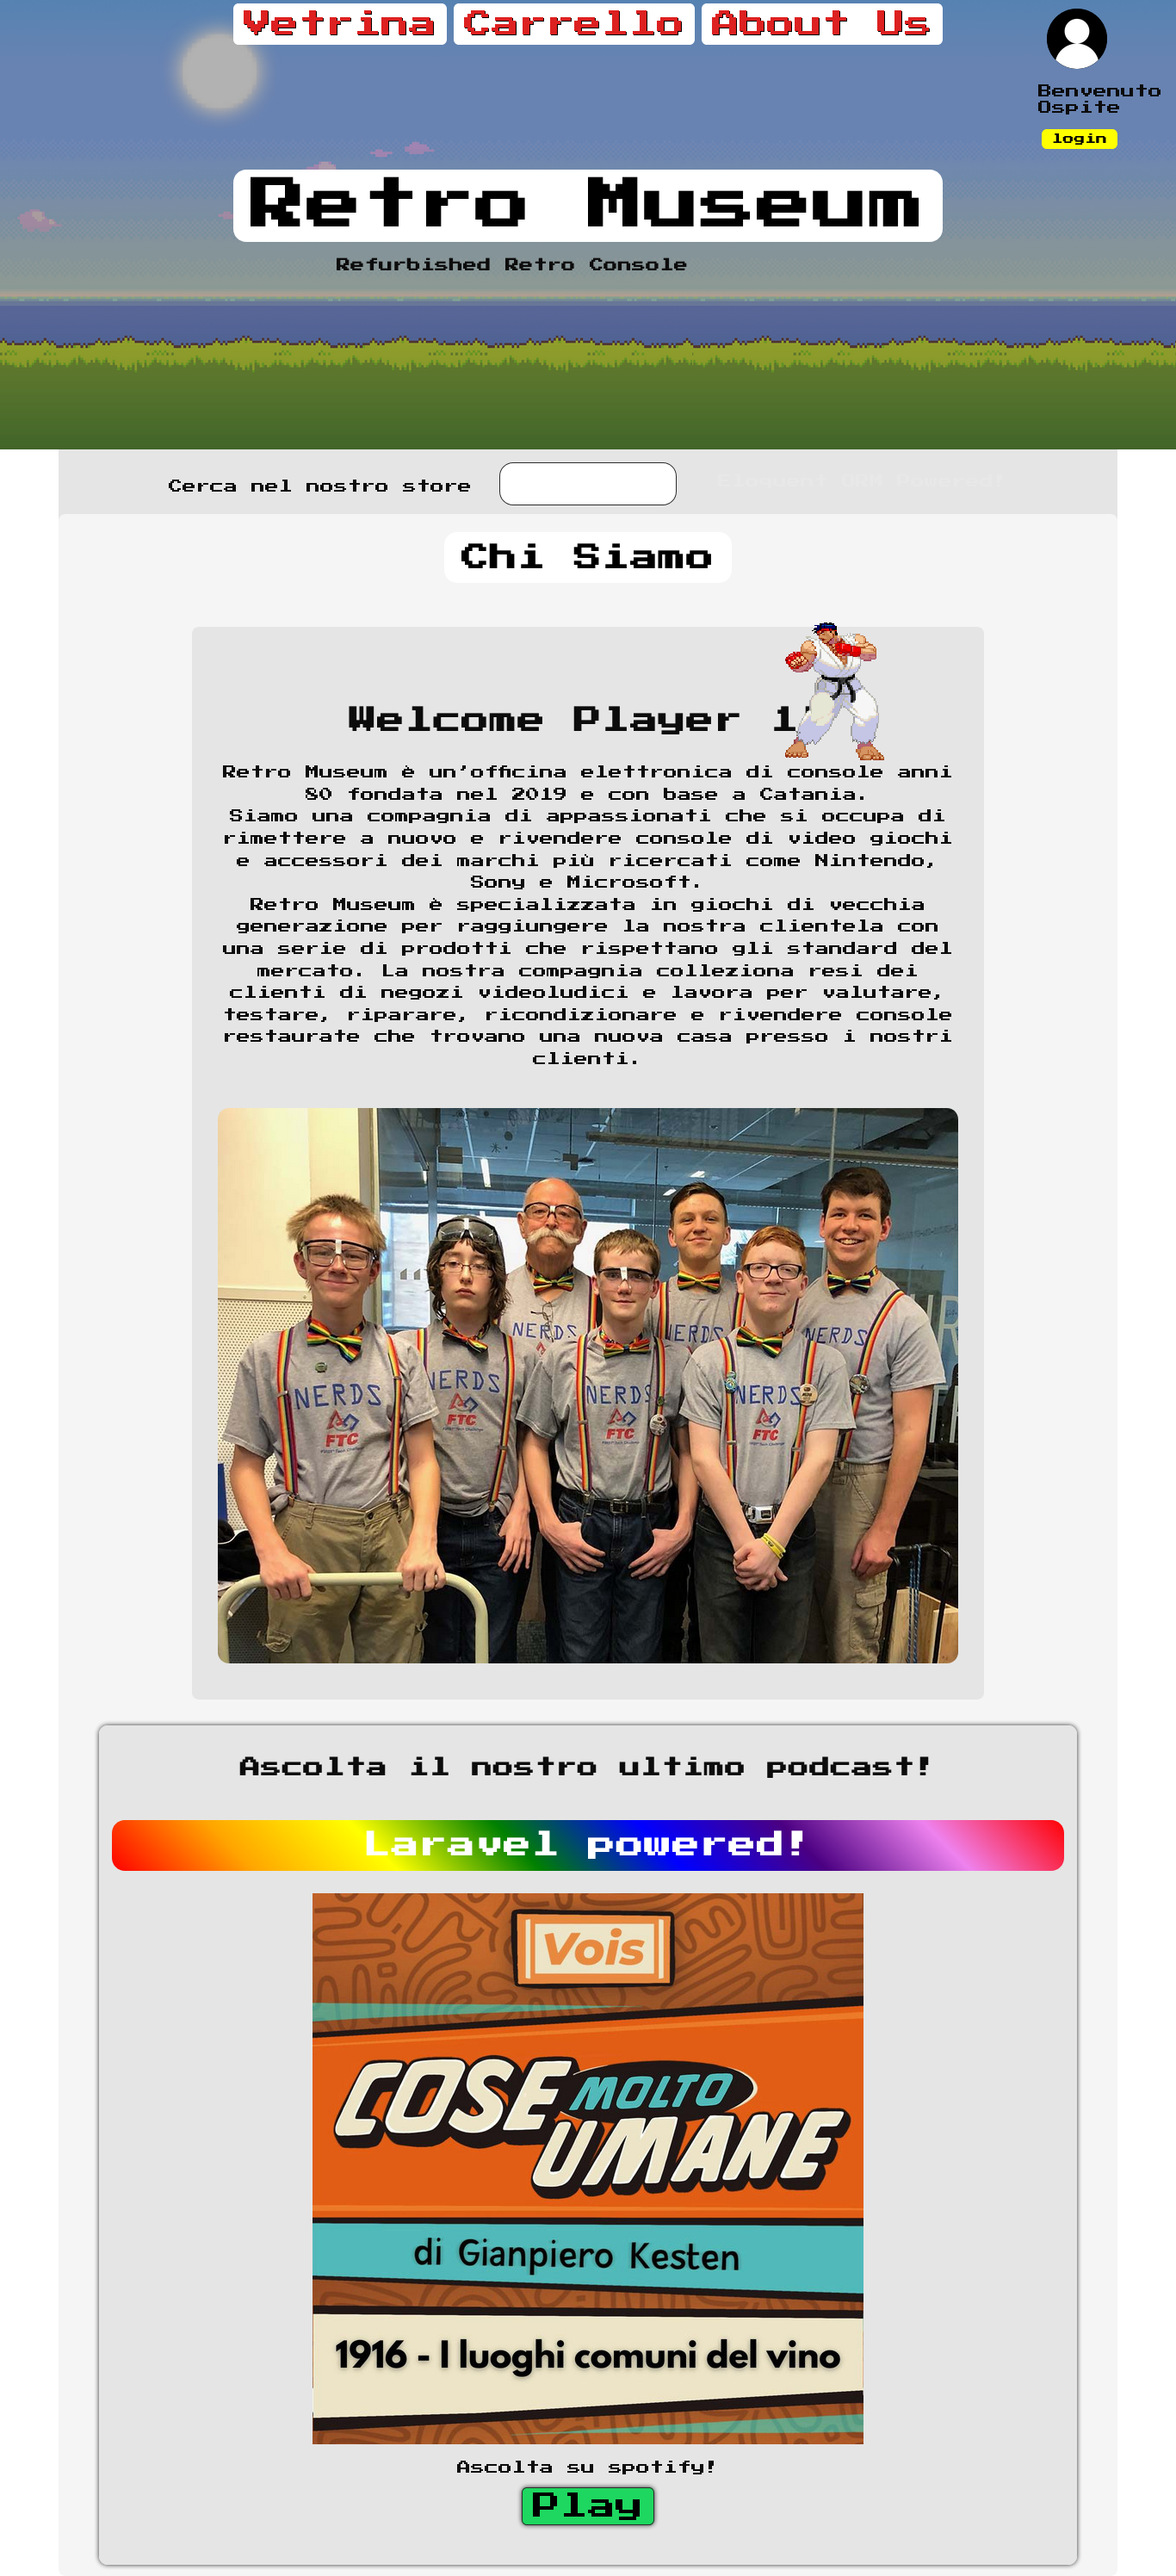 Vetrina Carrello About Us
Benvenuto
Ospite
login
Retro Museum
Refurbished Retro Console
Cerca nel nostro store
Eloquent ORM Powered!
Chi Siamo
Welcome Player 1
Retro Museum è un'officina elettronica di console anni
80 fondata nel 2019 e con base a Catania.
Siamo una compagnia di appassionati che si occupa di
rimettere a nuovo e rivendere console di video giochi
e accessori dei marchi più ricercati come Nintendo,
Sony e Microsoft.
Retro Museum è specializzata in giochi di vecchia
generazione per raggiungere la nostra clientela con
una serie di prodotti che rispettano gli standard del
mercato. La nostra compagnia colleziona resi dei
clienti di negozi videoludici e lavora per valutare,
testare, riparare, ricondizionare e rivendere console
restaurate che trovano una nuova casa presso i nostri
clienti.
NERDS NERDS NERDS
NERDS NERDS NERDS NERDS
FTC FTC FTC FTC
Ascolta il nostro ultimo podcast!
Laravel powered!
Vois
COSE MOLTO
UMANE
di Gianpiero Kesten
1916 - I luoghi comuni del vino
Ascolta su spotify!
Play